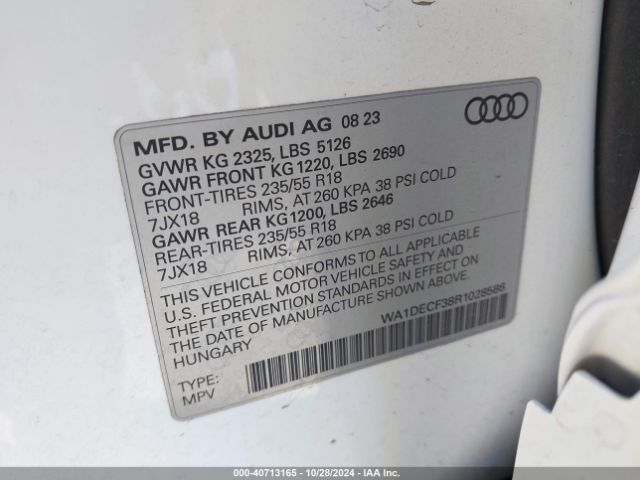 MFD. BY AUDI AG 08 23
GVWR KG 2325, LBS 5126
GAWR FRONT KG 1220, LBS 2690
FRONT-TIRES 235/55 R18
7JX18 RIMS, AT 260 KPA 38 PSI COLD
GAWR REAR KG1200, LBS 2646
REAR-TIRES 235/55 R18
7JX18 RIMS, AT 260 KPA 38 PSI COLD
THIS VEHICLE CONFORMS TO ALL APPLICABLE
U.S. FEDERAL MOTOR VEHICLE SAFETY AND
THEFT PREVENTION STANDARDS IN EFFECT ON
THE DATE OF MANUFACTURE SHOWN ABOVE.
HUNGARY
WA1DECF38R1028586
TYPE:
MPV
000-40713165 - 10/28/2024 - IAA Inc.